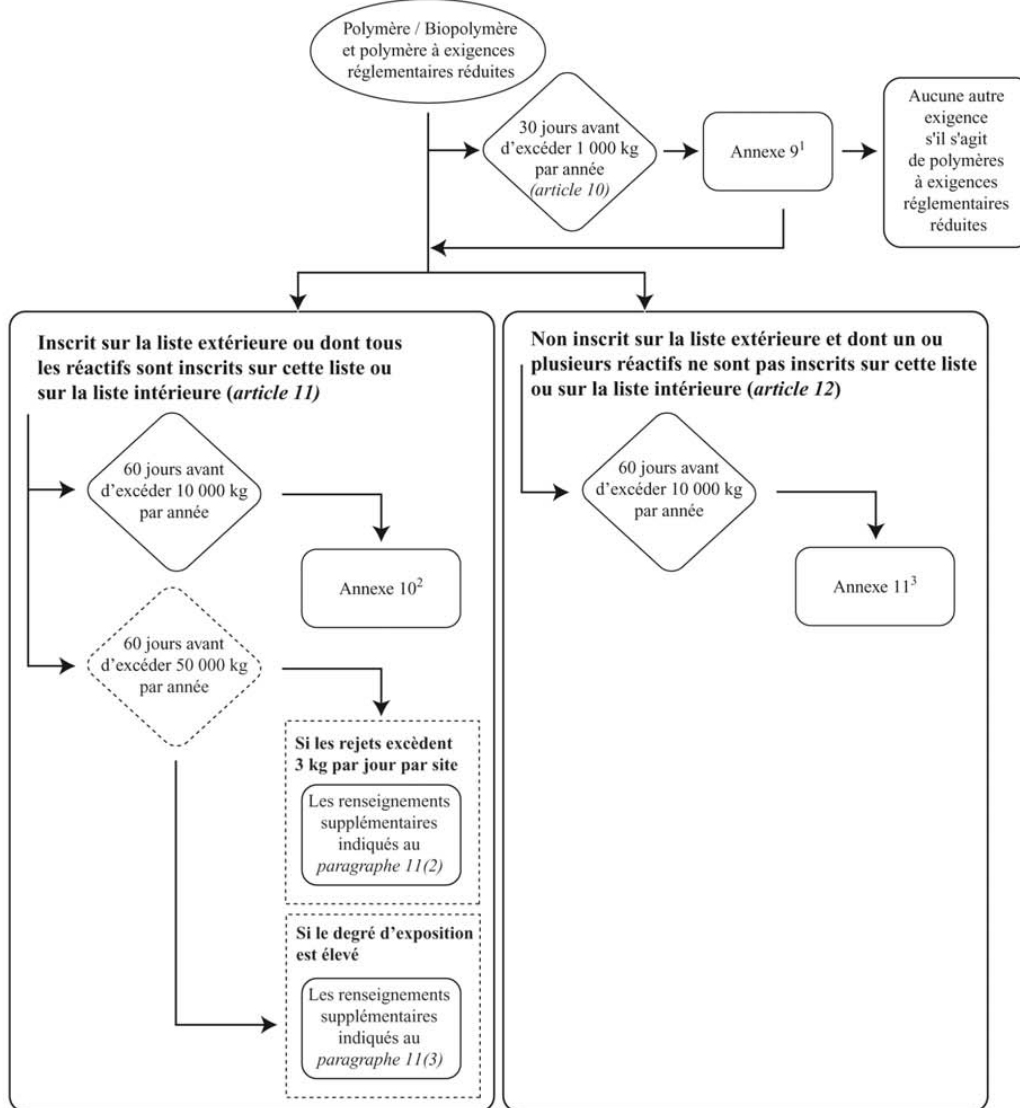 Polymère / Biopolymère
et polymère à exigences
réglementaires réduites
30 jours avant
d'excéder 1 000 kg
par année
(article 10)
Annexe 9¹
Aucune autre
exigence
s'il s'agit
de polymères
à exigences
réglementaires
réduites
Inscrit sur la liste extérieure ou dont tous
les réactifs sont inscrits sur cette liste ou
sur la liste intérieure (article 11)
60 jours avant
d'excéder 10 000 kg
par année
Annexe 10²
60 jours avant
d'excéder 50 000 kg
par année
Si les rejets excèdent
3 kg par jour par site
Les renseignements
supplémentaires
indiqués au
paragraphe 11(2)
Si le degré d'exposition
est élevé
Les renseignements
supplémentaires
indiqués au
paragraphe 11(3)
Non inscrit sur la liste extérieure et dont un ou
plusieurs réactifs ne sont pas inscrits sur cette liste
ou sur la liste intérieure (article 12)
60 jours avant
d'excéder 10 000 kg
par année
Annexe 11³